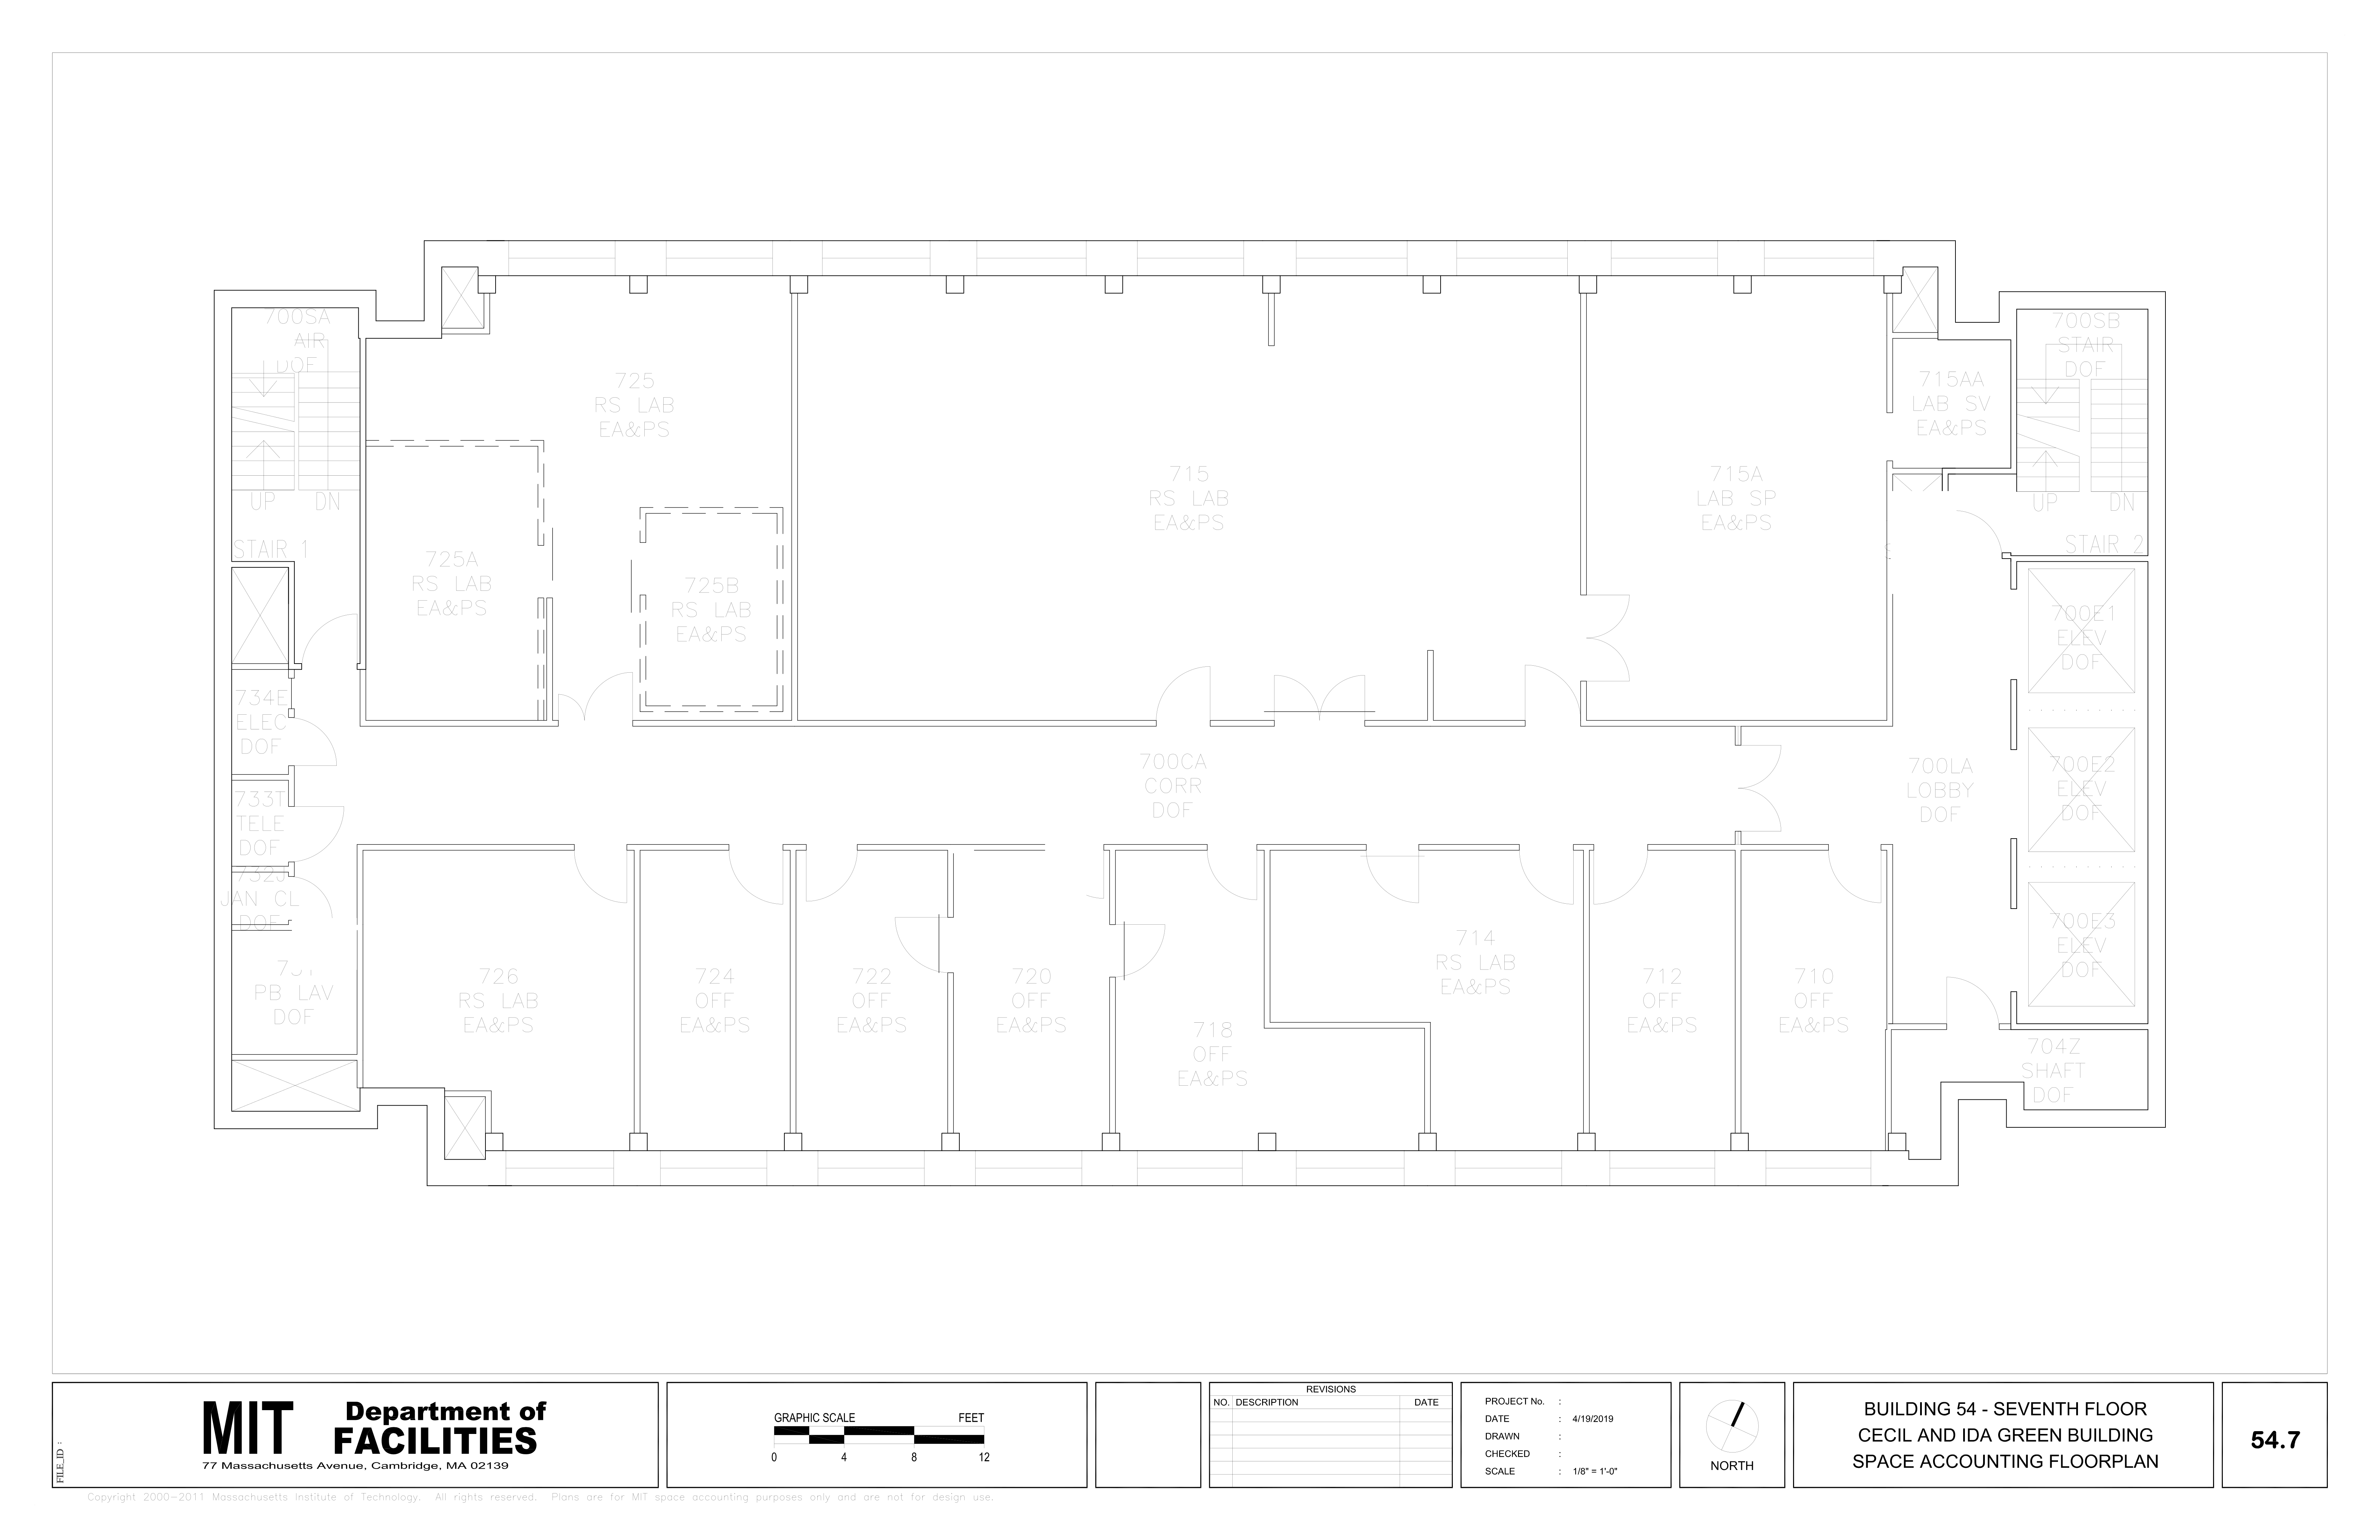 700SA
AIR
DOF
UP
DN
STAIR 1
725
RS LAB
EA&PS
725A
RS LAB
EA&PS
725B
RS LAB
EA&PS
715
RS LAB
EA&PS
715A
LAB SP
EA&PS
715AA
LAB SV
EA&PS
700SB
STAIR
DOF
UP
DN
STAIR 2
700E1
ELEV
DOF
734E
ELEC
DOF
733T
TELE
DOF
732J
JAN CL
DOF
700CA
CORR
DOF
700LA
LOBBY
DOF
700E2
ELEV
DOF
700E3
ELEV
DOF
PB LAV
DOF
726
RS LAB
EA&PS
724
OFF
EA&PS
722
OFF
EA&PS
720
OFF
EA&PS
718
OFF
EA&PS
714
RS LAB
EA&PS
712
OFF
EA&PS
710
OFF
EA&PS
704Z
SHAFT
DOF
FILE_ID :
MIT Department of
FACILITIES
77 Massachusetts Avenue, Cambridge, MA 02139
GRAPHIC SCALE FEET
0 4 8 12
REVISIONS
NO. DESCRIPTION DATE
PROJECT No. :
DATE : 4/19/2019
DRAWN :
CHECKED :
SCALE : 1/8" = 1'-0"
NORTH
BUILDING 54 - SEVENTH FLOOR
CECIL AND IDA GREEN BUILDING
SPACE ACCOUNTING FLOORPLAN
54.7
Copyright 2000-2011 Massachusetts Institute of Technology. All rights reserved. Plans are for MIT space accounting purposes only and are not for design use.